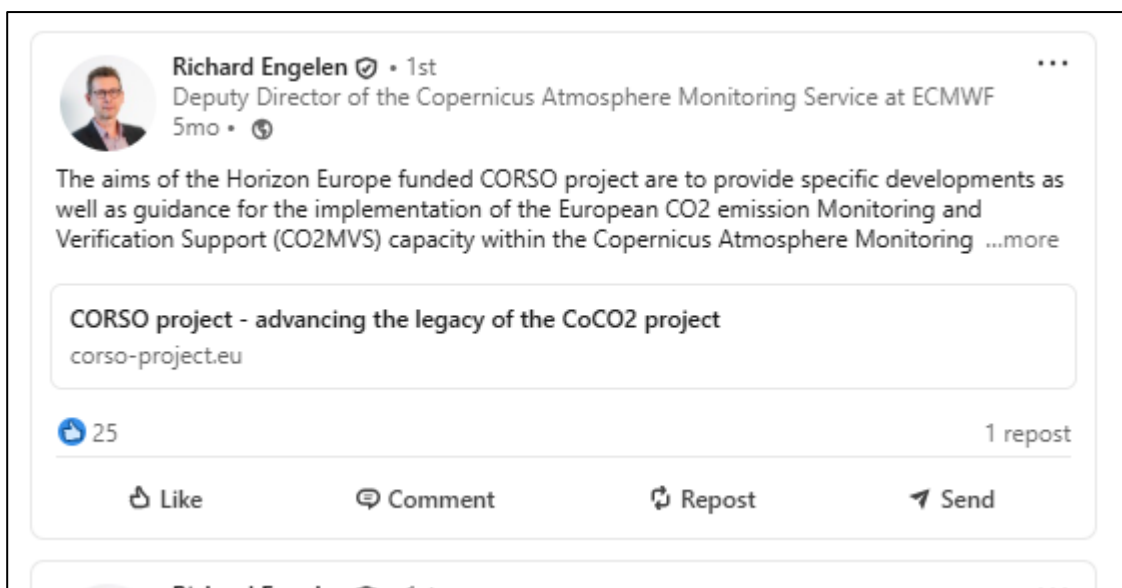 Richard Engelen • 1st
Deputy Director of the Copernicus Atmosphere Monitoring Service at ECMWF
5mo •
The aims of the Horizon Europe funded CORSO project are to provide specific developments as
well as guidance for the implementation of the European CO2 emission Monitoring and
Verification Support (CO2MVS) capacity within the Copernicus Atmosphere Monitoring ...more
CORSO project - advancing the legacy of the CoCO2 project
corso-project.eu
25 1 repost
Like Comment Repost Send